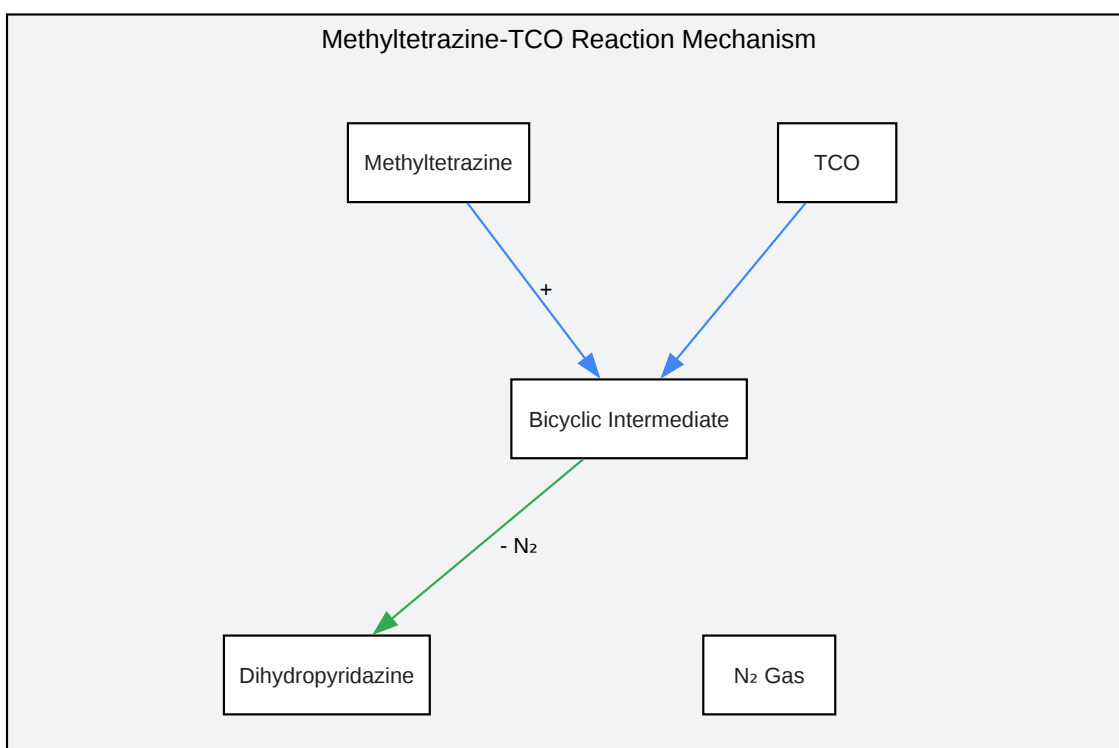 Methyltetrazine-TCO Reaction Mechanism
Methyltetrazine
TCO
+
Bicyclic Intermediate
- N₂
Dihydropyridazine
N₂ Gas